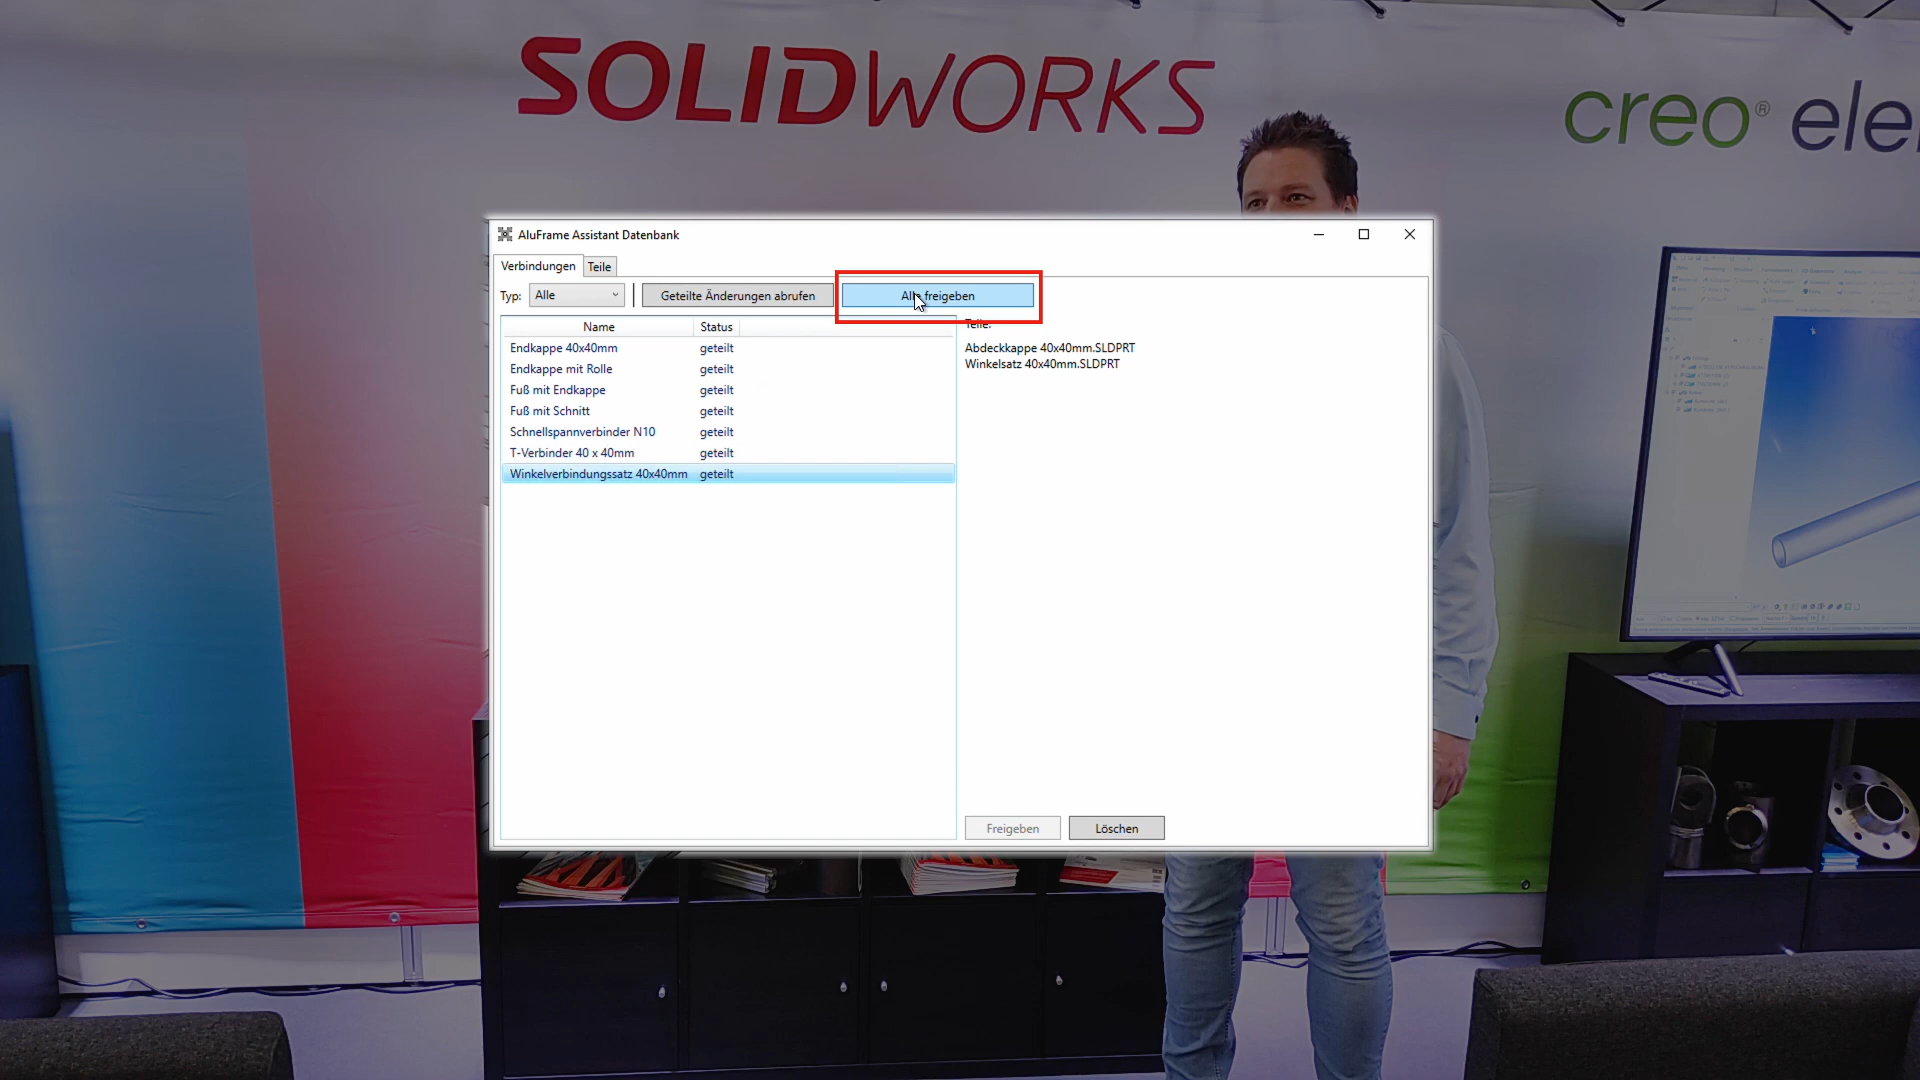 SOLIDWORKS
creo® ele
AluFrame Assistant Datenbank
Verbindungen Teile
Typ: Alle Geteilte Änderungen abrufen Alle freigeben
Name Status
Teile:
Endkappe 40x40mm geteilt
Endkappe mit Rolle geteilt
Fuß mit Endkappe geteilt
Fuß mit Schnitt geteilt
Schnellspannverbinder N10 geteilt
T-Verbinder 40 x 40mm geteilt
Winkelverbindungssatz 40x40mm geteilt
Abdeckkappe 40x40mm.SLDPRT
Winkelsatz 40x40mm.SLDPRT
Freigeben Löschen